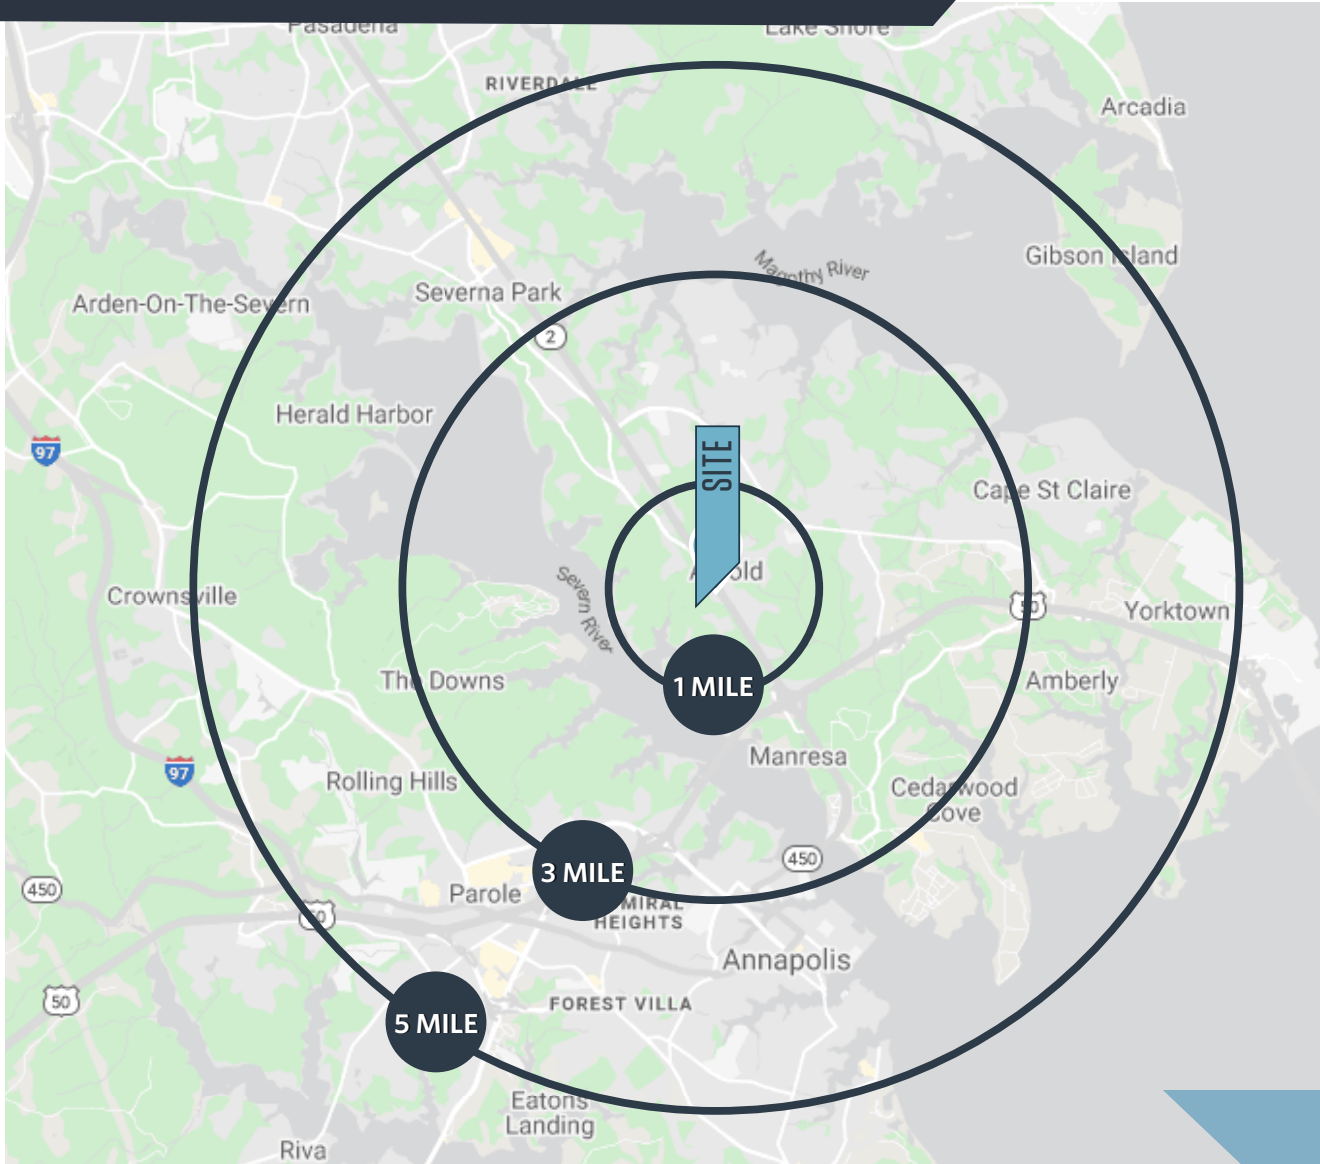 Pasadena
Lake Shore
RIVERDALE
Arcadia
Gibson Island
Magothy River
Severna Park
Arden-On-The-Severn
2
Herald Harbor
97
SITE
Cape St Claire
Arnold
Severn River
Crownsville
50
Yorktown
The Downs
1 MILE
Amberly
Manresa
97
Rolling Hills
Cedarwood
Cove
450
3 MILE
450
Parole
MIRAL
HEIGHTS
50
Annapolis
50
FOREST VILLA
5 MILE
Eatons
Landing
Riva